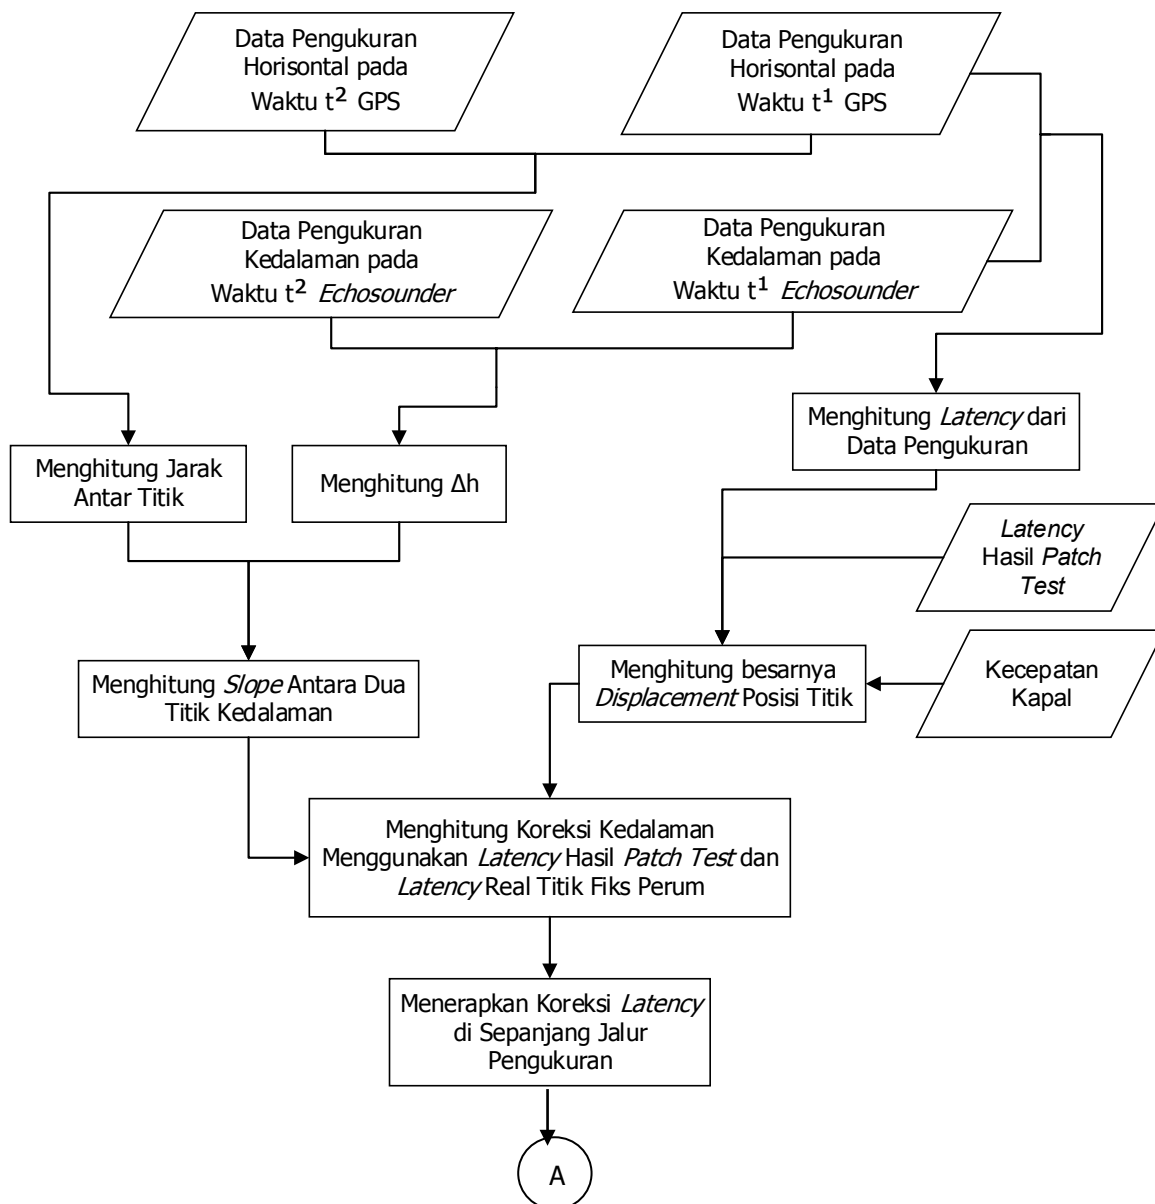 Data Pengukuran
Horisontal pada
Waktu t² GPS
Data Pengukuran
Horisontal pada
Waktu t¹ GPS
Data Pengukuran
Kedalaman pada
Waktu t² Echosounder
Data Pengukuran
Kedalaman pada
Waktu t¹ Echosounder
Menghitung Latency dari
Data Pengukuran
Menghitung Jarak
Antar Titik
Menghitung Δh
Latency
Hasil Patch
Test
Menghitung Slope Antara Dua
Titik Kedalaman
Menghitung besarnya
Displacement Posisi Titik
Kecepatan
Kapal
Menghitung Koreksi Kedalaman
Menggunakan Latency Hasil Patch Test dan
Latency Real Titik Fiks Perum
Menerapkan Koreksi Latency
di Sepanjang Jalur
Pengukuran
A